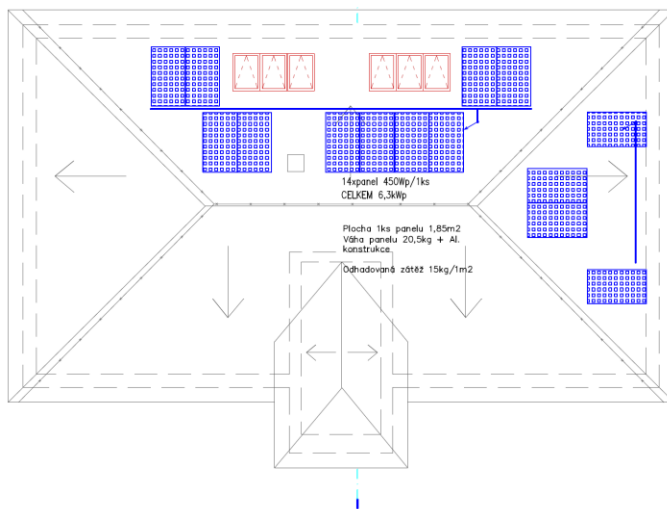 14xpanel 450Wp/1ks
CELKEM 6,3kWp
Plocha 1ks panelu 1,85m2
Váha panelu 20,5kg + Al.
konstrukce.
Odhadovaná zátěž 15kg/1m2